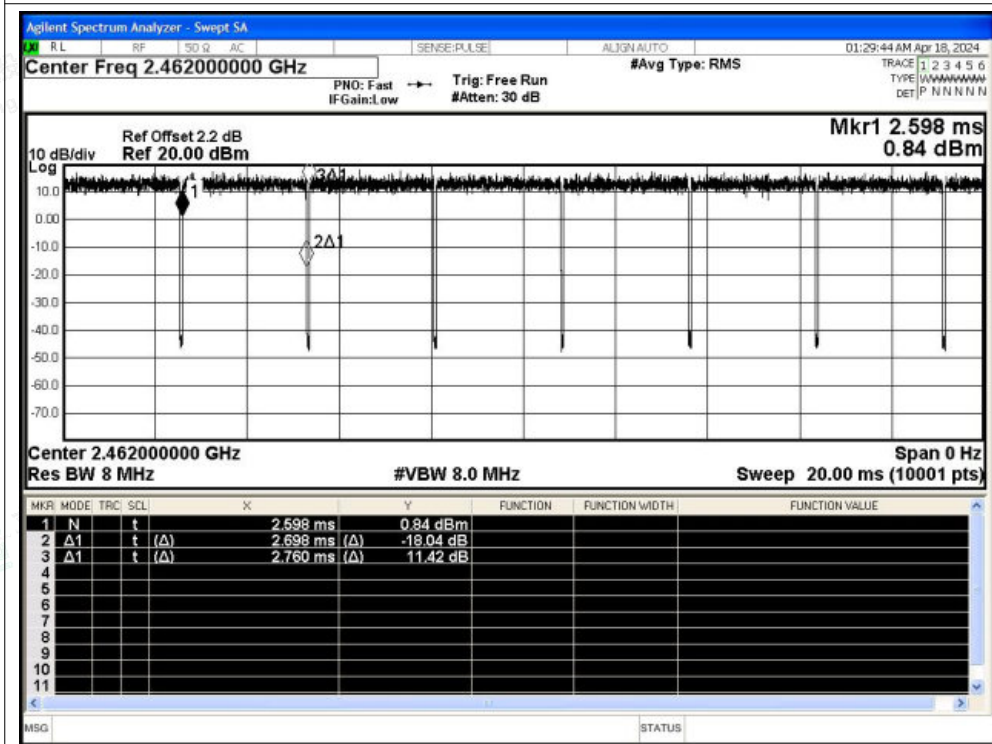 Agilent Spectrum Analyzer - Swept SA
RL RF 50 Ω AC SENSE:PULSE ALIGN AUTO 01:29:44 AM Apr 18, 2024
Center Freq 2.462000000 GHz #Avg Type: RMS TRACE 1 2 3 4 5 6
PNO: Fast Trig: Free Run TYPE WWWWWW
IFGain:Low #Atten: 30 dB DET P N N N N N
Mkr1 2.598 ms
Ref Offset 2.2 dB
10 dB/div Ref 20.00 dBm 0.84 dBm
Log
3Δ1
10.0
1
0.00
2Δ1
-10.0
-20.0
-30.0
-40.0
-50.0
-60.0
-70.0
Center 2.462000000 GHz Span 0 Hz
Res BW 8 MHz #VBW 8.0 MHz Sweep 20.00 ms (10001 pts)
MKR MODE TRC SCL X Y FUNCTION FUNCTION WIDTH FUNCTION VALUE
1 N t 2.598 ms 0.84 dBm
2 Δ1 t (Δ) 2.698 ms (Δ) -18.04 dB
3 Δ1 t (Δ) 2.760 ms (Δ) 11.42 dB
4
5
6
7
8
9
10
11
MSG STATUS